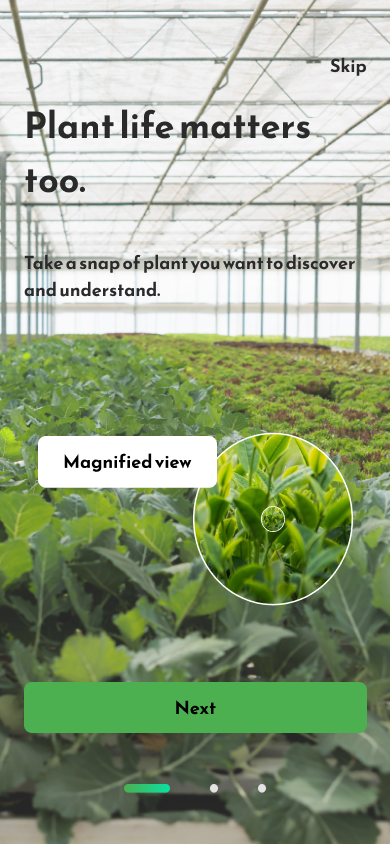 Skip
Plant life matters
too.
Take a snap of plant you want to discover
and understand.
Magnified view
Next